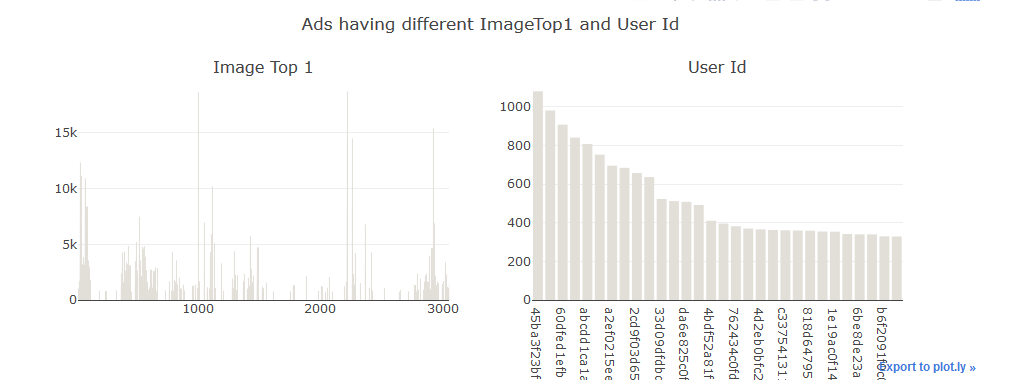 Ads having different ImageTop1 and User Id
Image Top 1
User Id
15k
10k
5k
0
1000
2000
3000
1000
800
600
400
200
0
45ba3f23bf
60dfed1efb
abcdd1ca1a
a2ef0215ee
2cd9f03d65
33d09dfdbc
da6e825c0f
4bdf52a81f
762434c0fd
4d2eb0bfc2
c337541311
818d64795
1e19ac0f14
6be8de23a
b6f2091f0c0
export to plot.ly »